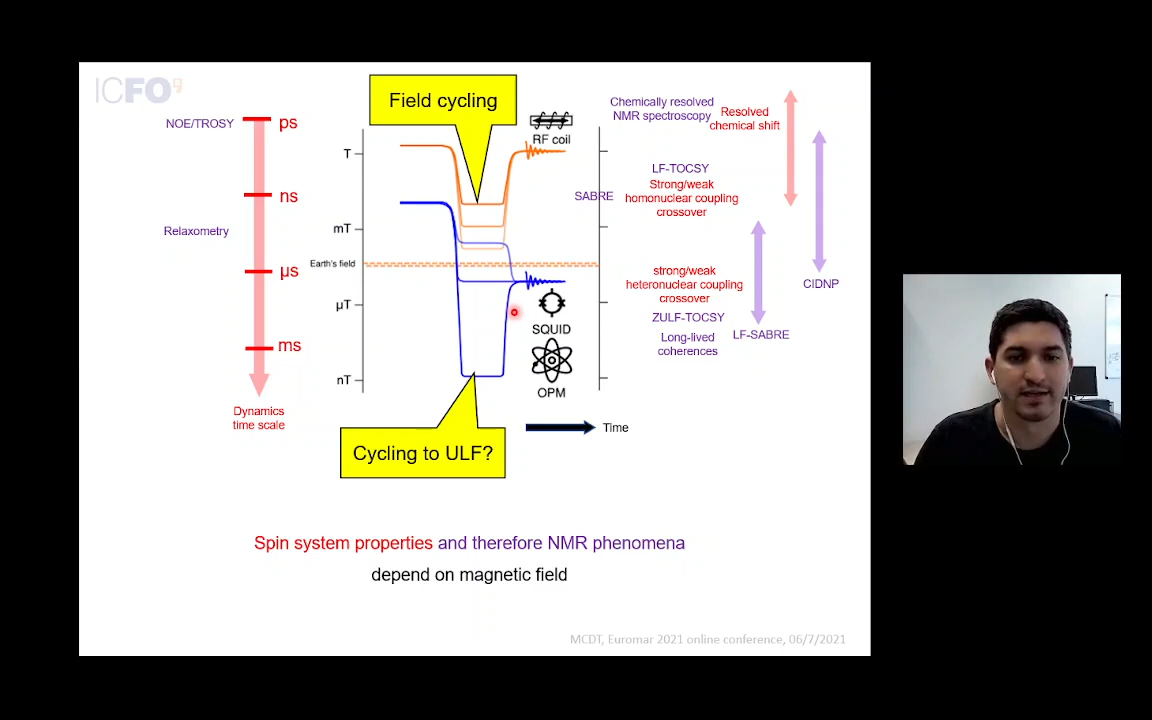 ICFO
Field cycling
NOE/TROSY
ps
ns
Relaxometry
µs
ms
Dynamics
time scale
T
mT
Earth's field
µT
nT
RF coil
SQUID
OPM
Time
Cycling to ULF?
Chemically resolved
NMR spectroscopy
Resolved
chemical shift
LF-TOCSY
SABRE
Strong/weak
homonuclear coupling
crossover
strong/weak
heteronuclear coupling
crossover
CIDNP
ZULF-TOCSY
LF-SABRE
Long-lived
coherences
Spin system properties and therefore NMR phenomena
depend on magnetic field
MCDT, Euromar 2021 online conference, 06/7/2021